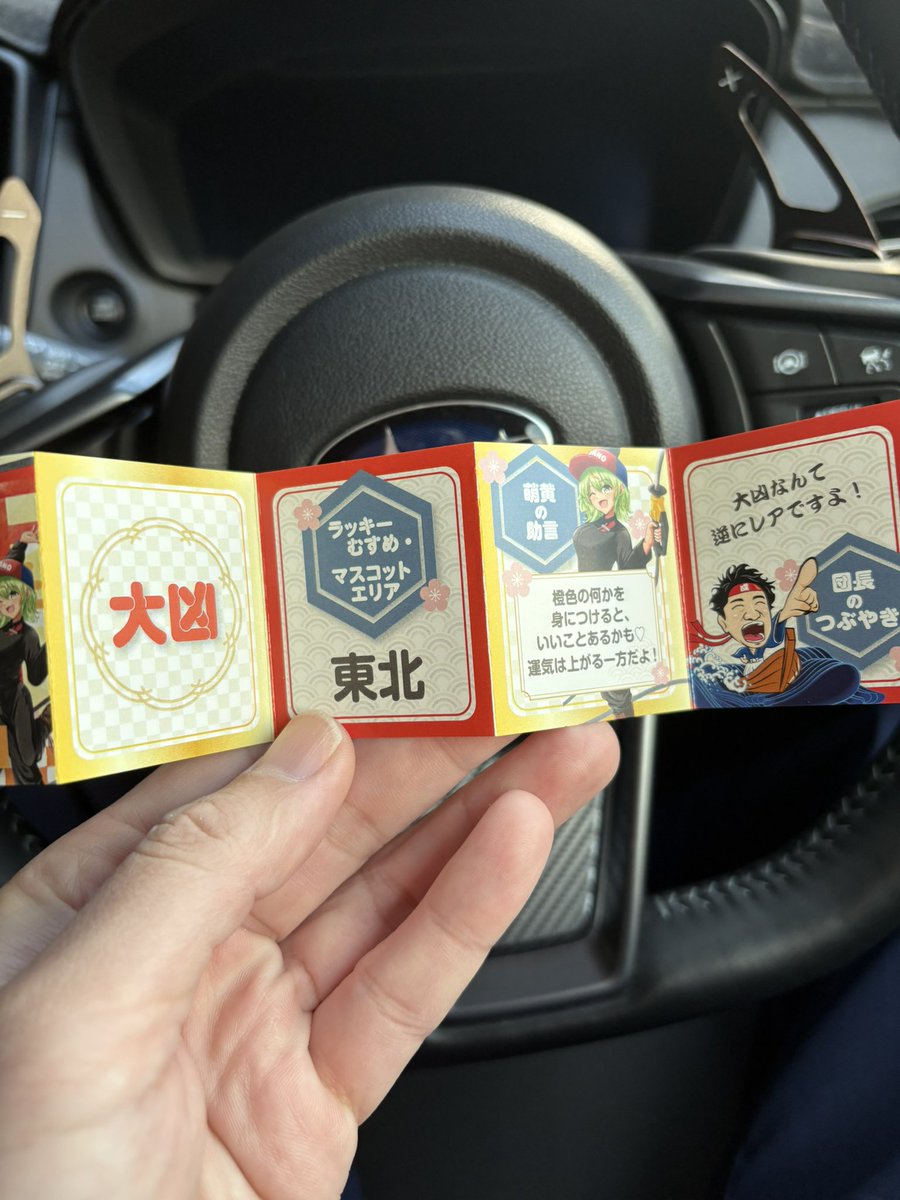 大凶
ラッキー
むすめ・
マスコット
エリア
東北
萌黄
の
助言
橙色の何かを
身につけると、
いいことあるかも♡
運気は上がる一方だよ!
大凶なんて
逆にレアですよ!
団長
の
つぶやき